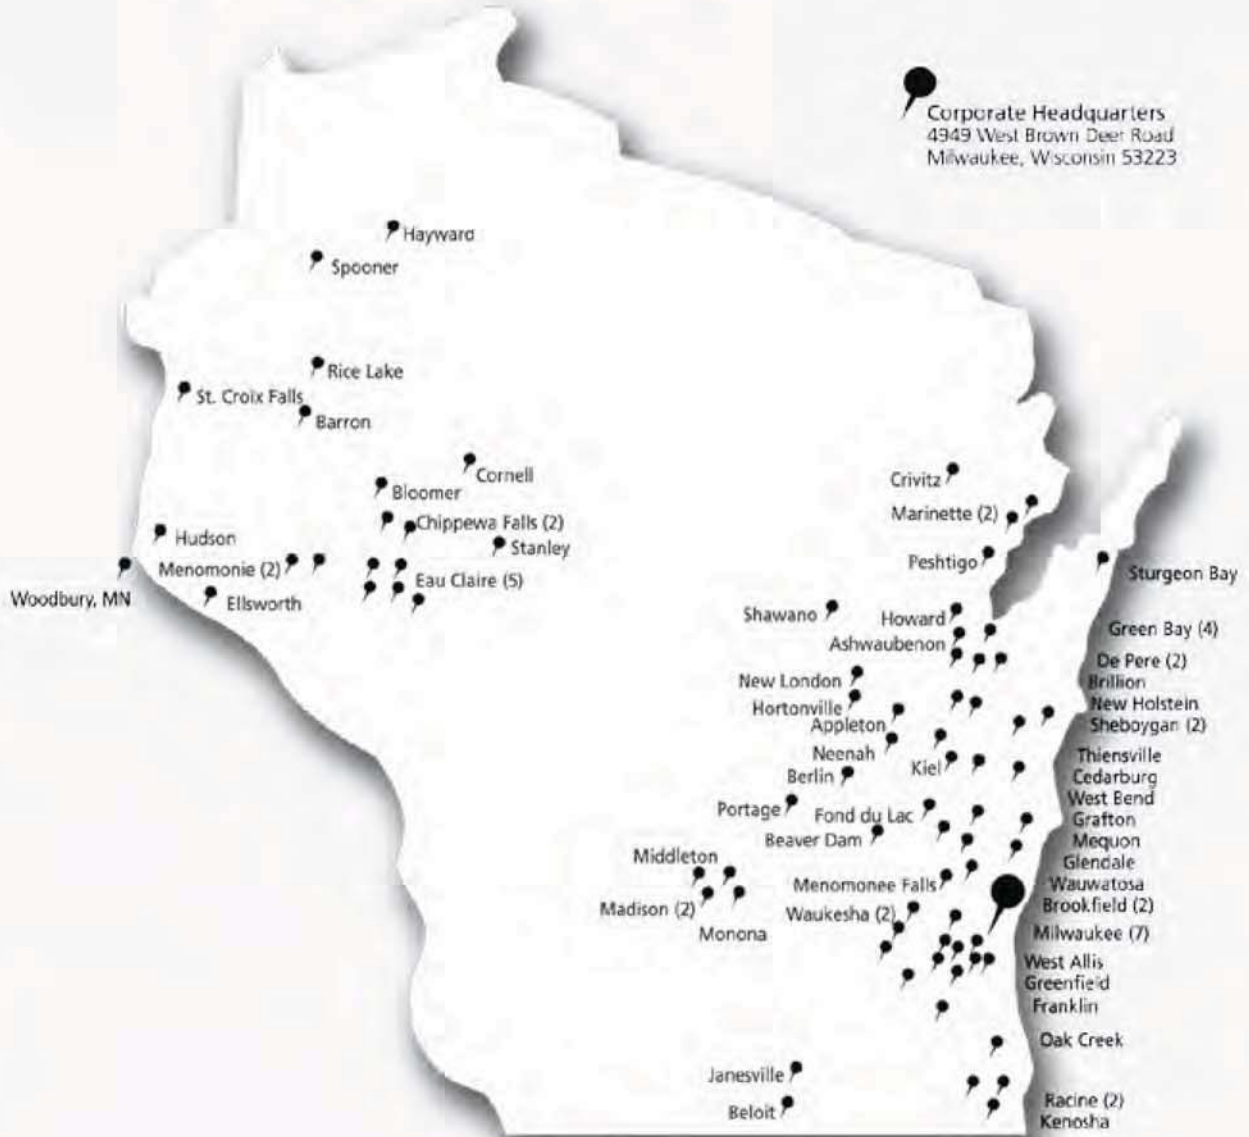 Corporate Headquarters
4949 West Brown Deer Road
Milwaukee, Wisconsin 53223
Hayward
Spooner
Rice Lake
St. Croix Falls
Barron
Cornell
Bloomer
Chippewa Falls (2)
Stanley
Hudson
Menomonie (2)
Eau Claire (5)
Woodbury, MN
Ellsworth
Crivitz
Marinette (2)
Peshtigo
Sturgeon Bay
Shawano
Howard
Green Bay (4)
Ashwaubenon
De Pere (2)
New London
Brillion
Hortonville
New Holstein
Appleton
Sheboygan (2)
Neenah
Thiensville
Kiel
Berlin
Cedarburg
West Bend
Portage
Fond du Lac
Grafton
Beaver Dam
Mequon
Middleton
Glendale
Menomonee Falls
Wauwatosa
Madison (2)
Waukesha (2)
Brookfield (2)
Monona
Milwaukee (7)
West Allis
Greenfield
Franklin
Oak Creek
Janesville
Beloit
Racine (2)
Kenosha